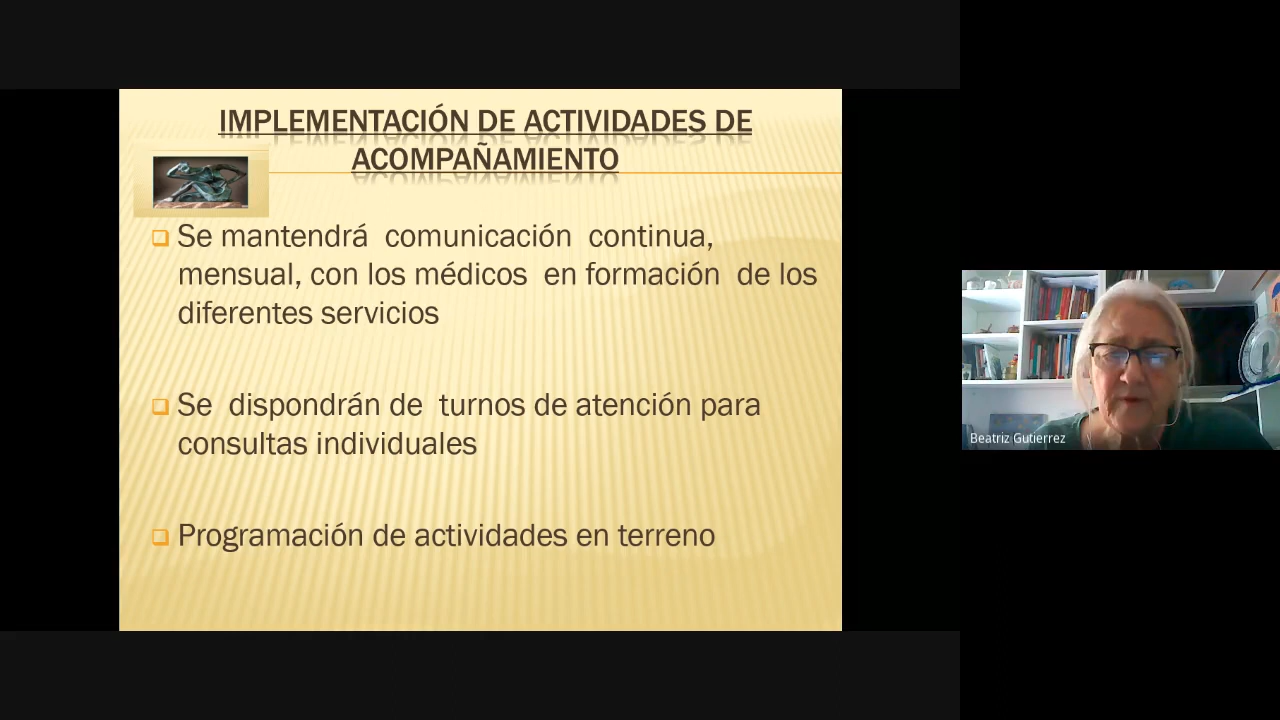 IMPLEMENTACIÓN DE ACTIVIDADES DE
ACOMPAÑAMIENTO
Se mantendrá comunicación continua,
mensual, con los médicos en formación de los
diferentes servicios
Se dispondrán de turnos de atención para
consultas individuales
Programación de actividades en terreno
Beatriz Gutierrez